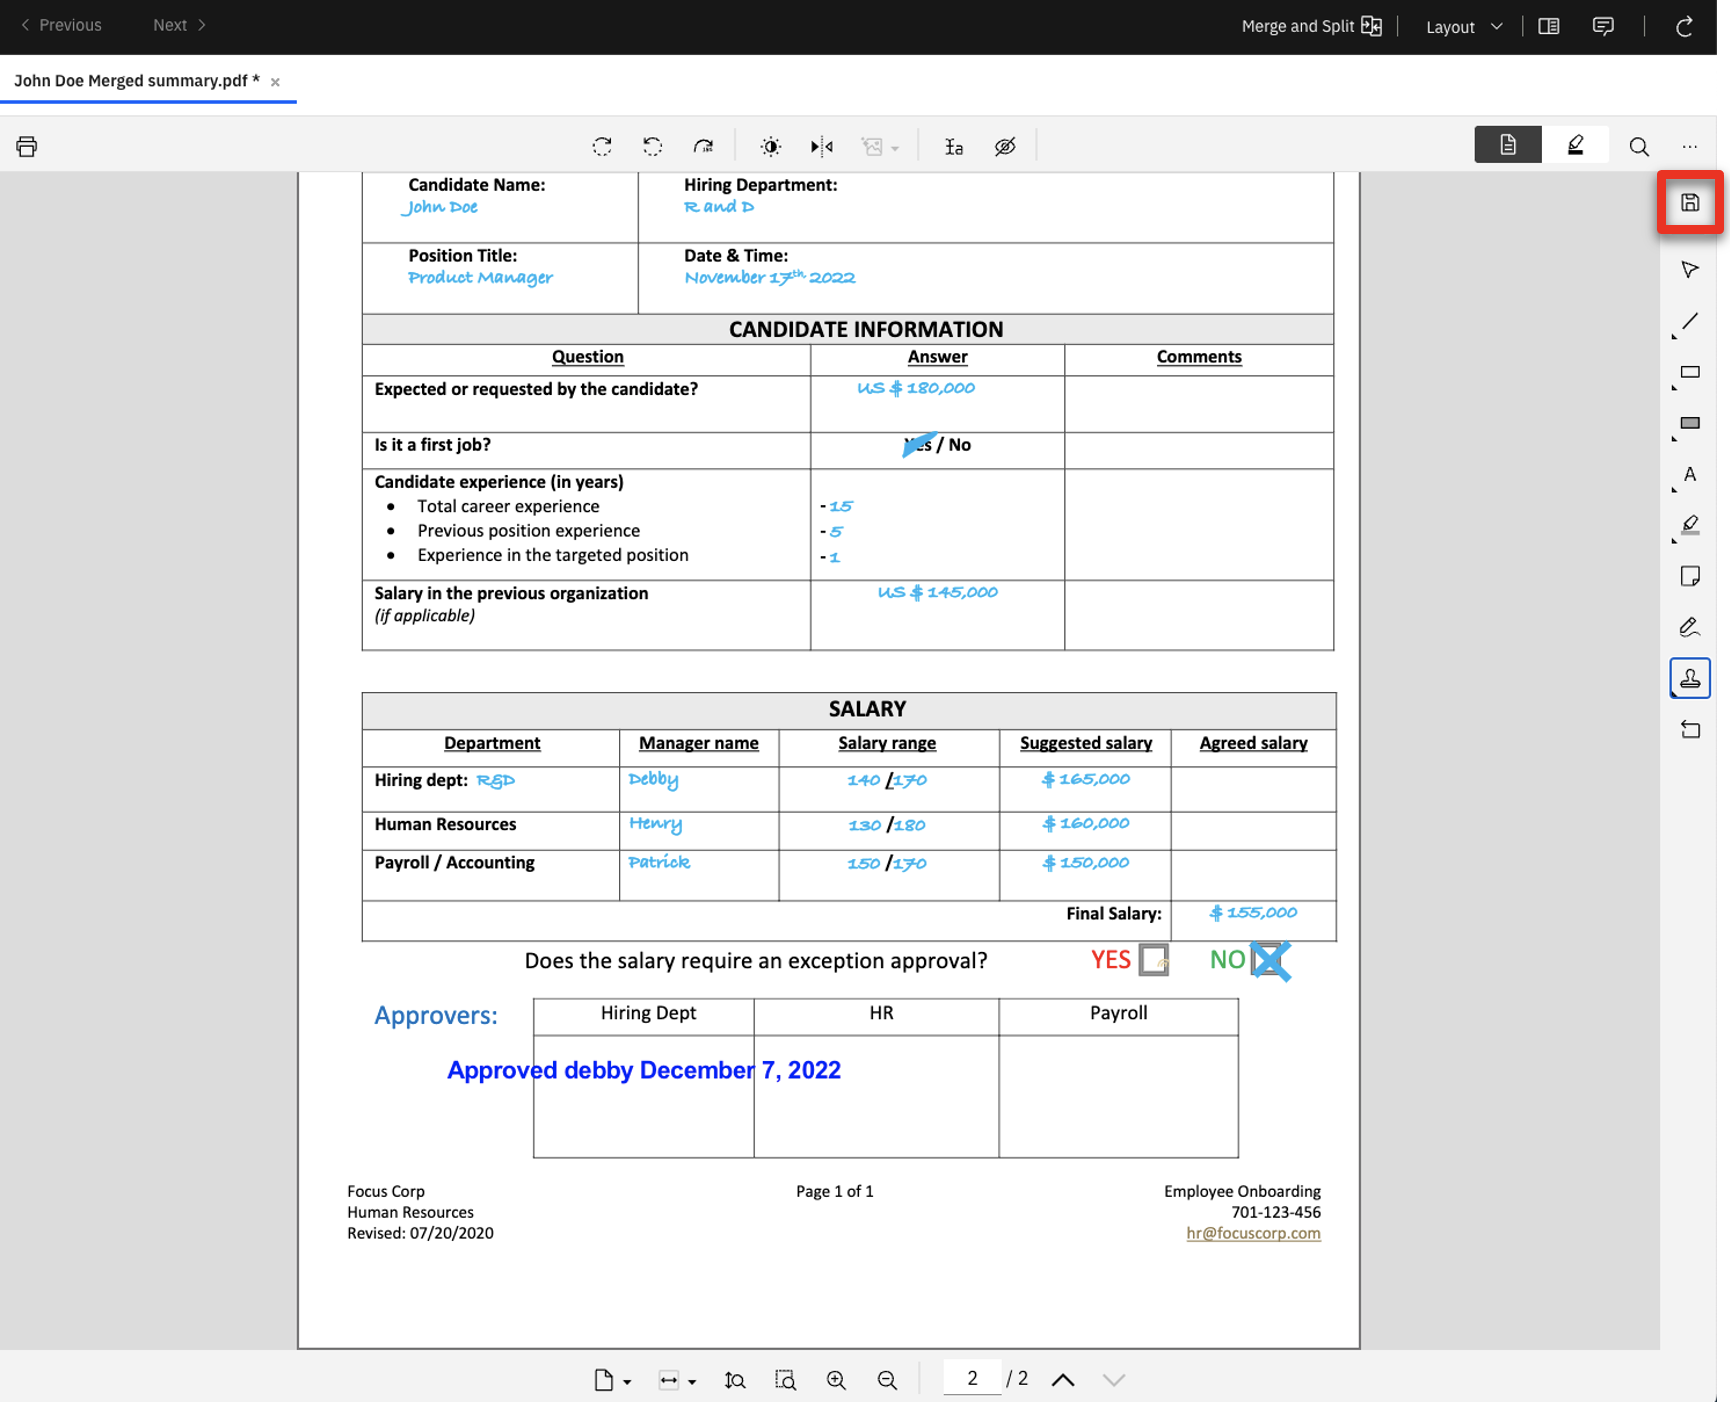 Previous Next Merge and Split Layout
John Doe Merged summary.pdf * ×
Candidate Name: Hiring Department:
John Doe R and D
Position Title: Date & Time:
Product Manager November 17th, 2022
CANDIDATE INFORMATION
Question Answer Comments
Expected or requested by the candidate? US $ 180,000
Is it a first job? Yes / No
Candidate experience (in years)
• Total career experience - 15
• Previous position experience - 5
• Experience in the targeted position - 1
Salary in the previous organization US $ 145,000
(if applicable)
SALARY
Department Manager name Salary range Suggested salary Agreed salary
Hiring dept: R&D Debby 140 /170 $ 165,000
Human Resources Henry 130 /180 $ 160,000
Payroll / Accounting Patrick 150 /170 $ 150,000
Final Salary: $ 155,000
Does the salary require an exception approval? YES NO
Approvers: Hiring Dept HR Payroll
Approved debby December 7, 2022
Focus Corp Page 1 of 1 Employee Onboarding
Human Resources 701-123-456
Revised: 07/20/2020 hr@focuscorp.com
2 / 2